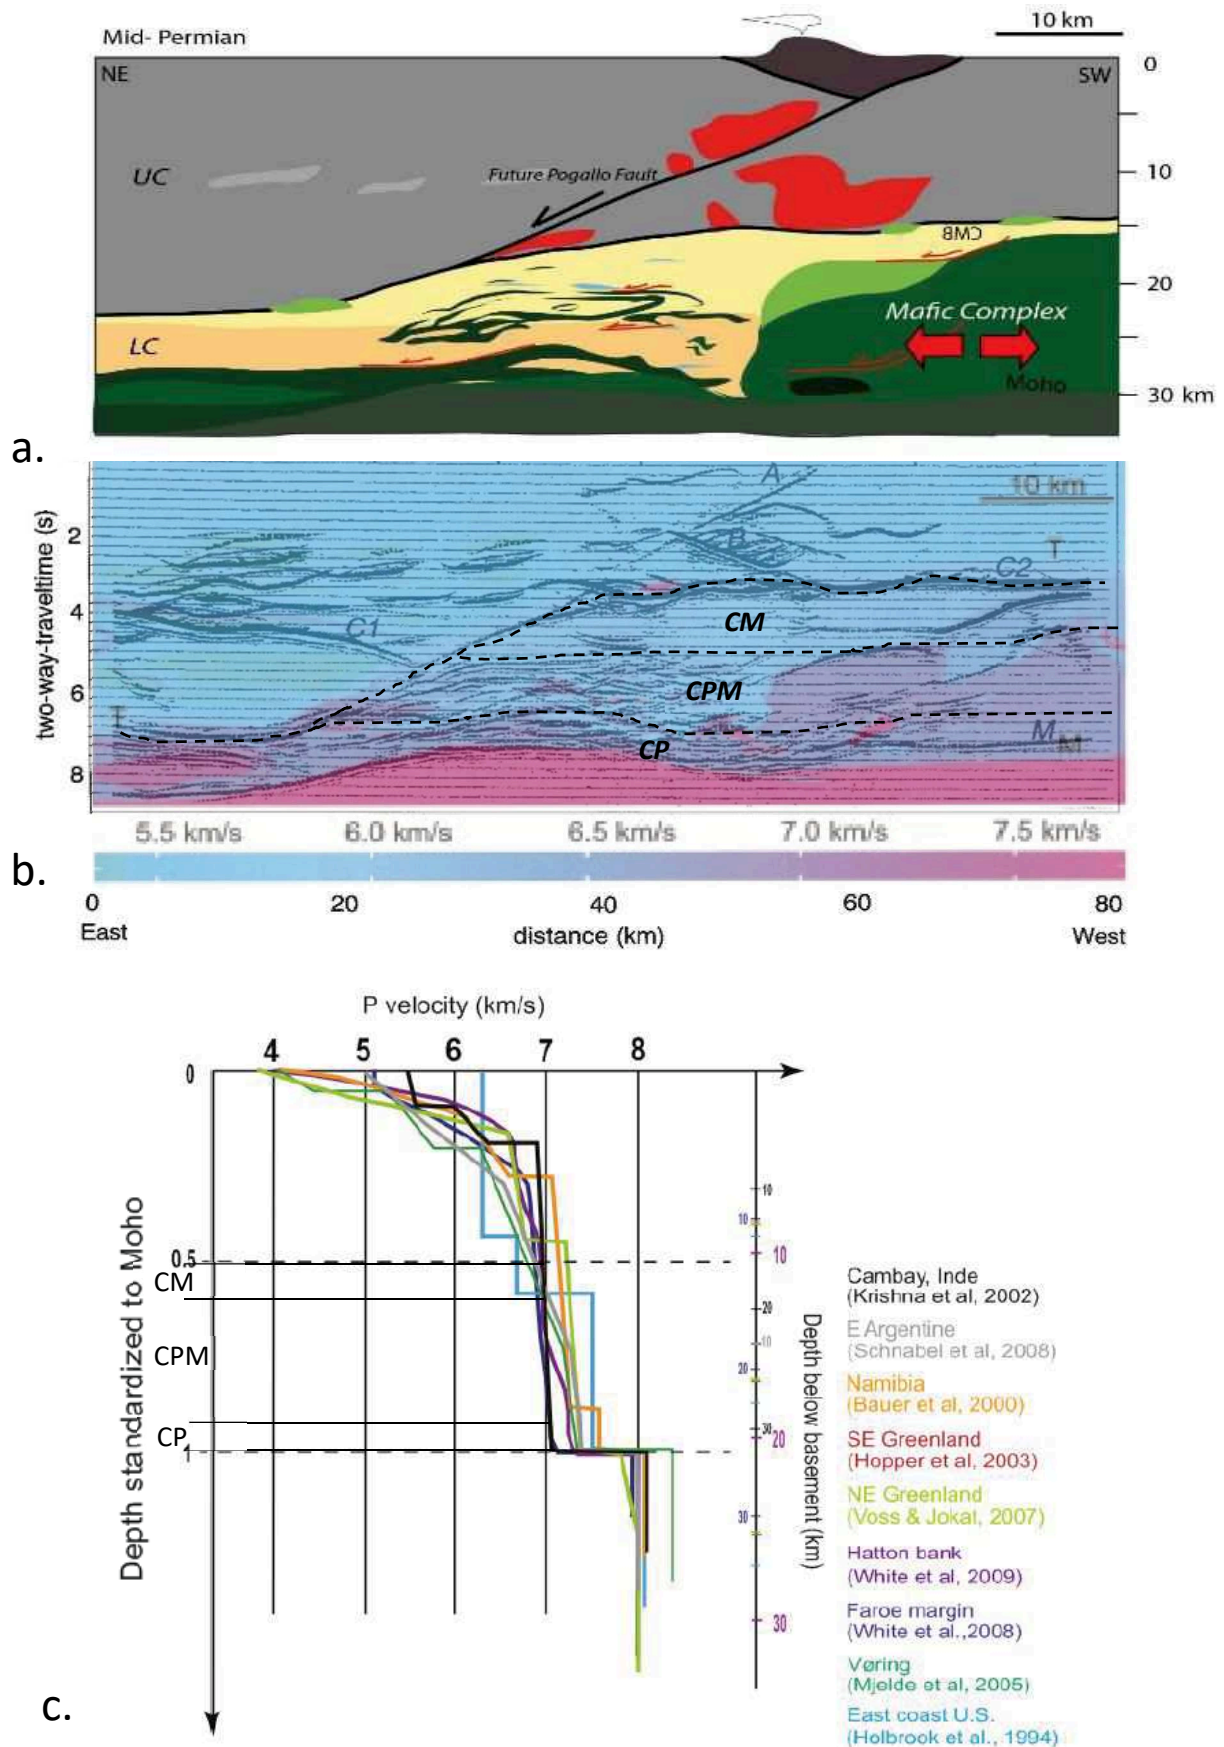 Mid- Permian
10 km
NE
SW
0
UC
Future Pogallo Fault
10
CMB
20
Mafic Complex
LC
Moho
30 km
a.
A
10 km
two-way-traveltime (s)
2
B
T
C2
4
C1
CM
6
CPM
T
M
M
CP
8
5.5 km/s
6.0 km/s
6.5 km/s
7.0 km/s
7.5 km/s
b.
0
20
40
60
80
East
distance (km)
West
P velocity (km/s)
4
5
6
7
8
0
Depth standardized to Moho
0.5
CM
CPM
CP
1
10
10
10
20
10
20
30
20
30
30
Depth below basement (km)
Cambay, Inde
(Krishna et al, 2002)
E Argentine
(Schnabel et al, 2008)
Namibia
(Bauer et al, 2000)
SE Greenland
(Hopper et al, 2003)
NE Greenland
(Voss & Jokat, 2007)
Hatton bank
(White et al, 2009)
Faroe margin
(White et al.,2008)
Vøring
(Mjelde et al, 2005)
East coast U.S.
(Holbrook et al., 1994)
c.